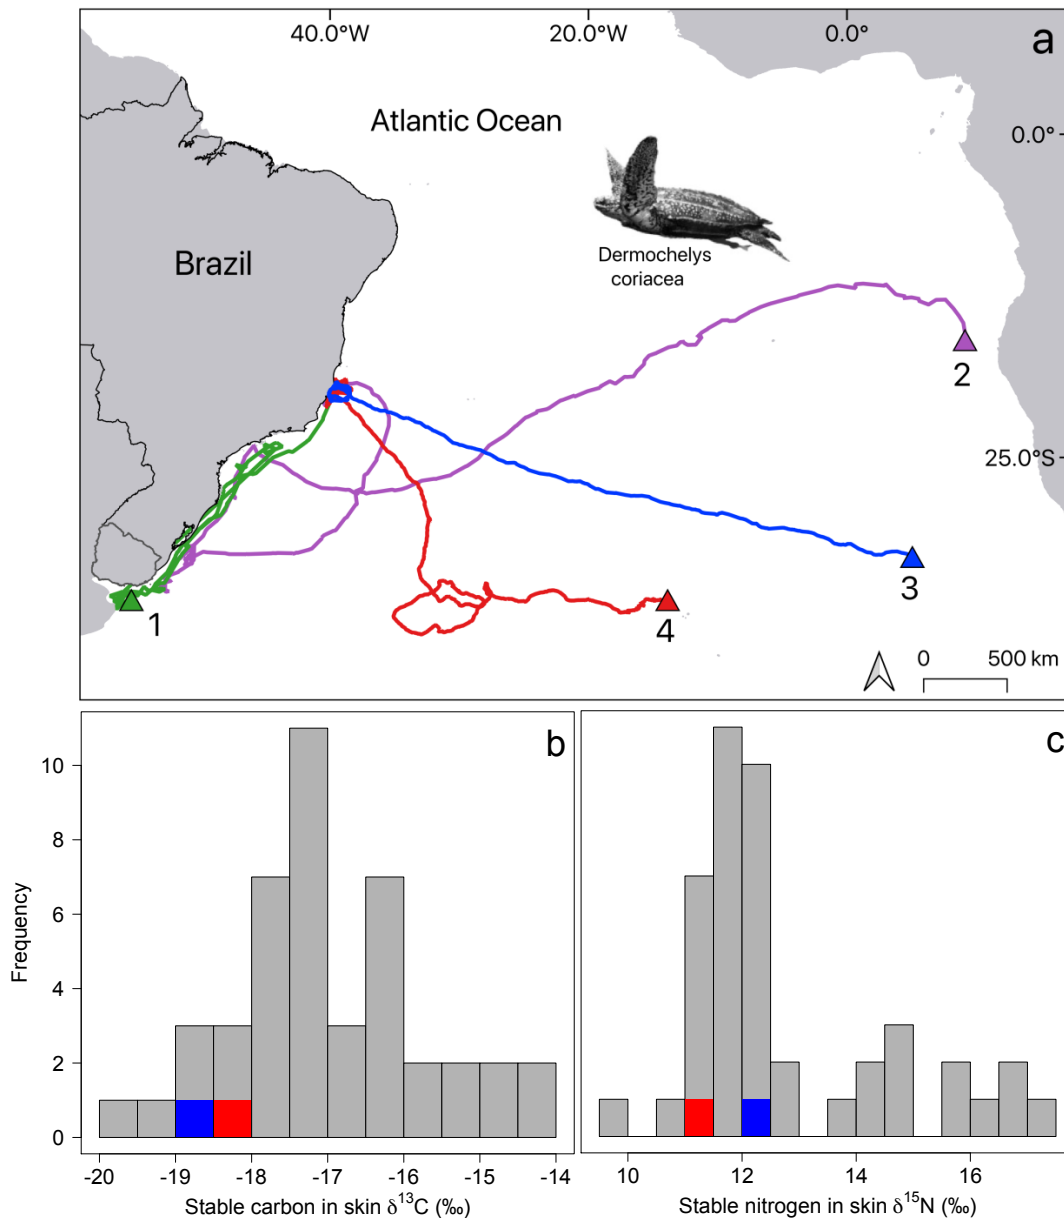 40.0°W 20.0°W 0.0° a
Atlantic Ocean
0.0°
Brazil
Dermochelys
coriacea
2
25.0°S
3
1
4
0 500 km
b
c
10
8
6
4
2
0
Frequency
-20 -19 -18 -17 -16 -15 -14
Stable carbon in skin δ¹³C (‰)
10 12 14 16
Stable nitrogen in skin δ¹⁵N (‰)